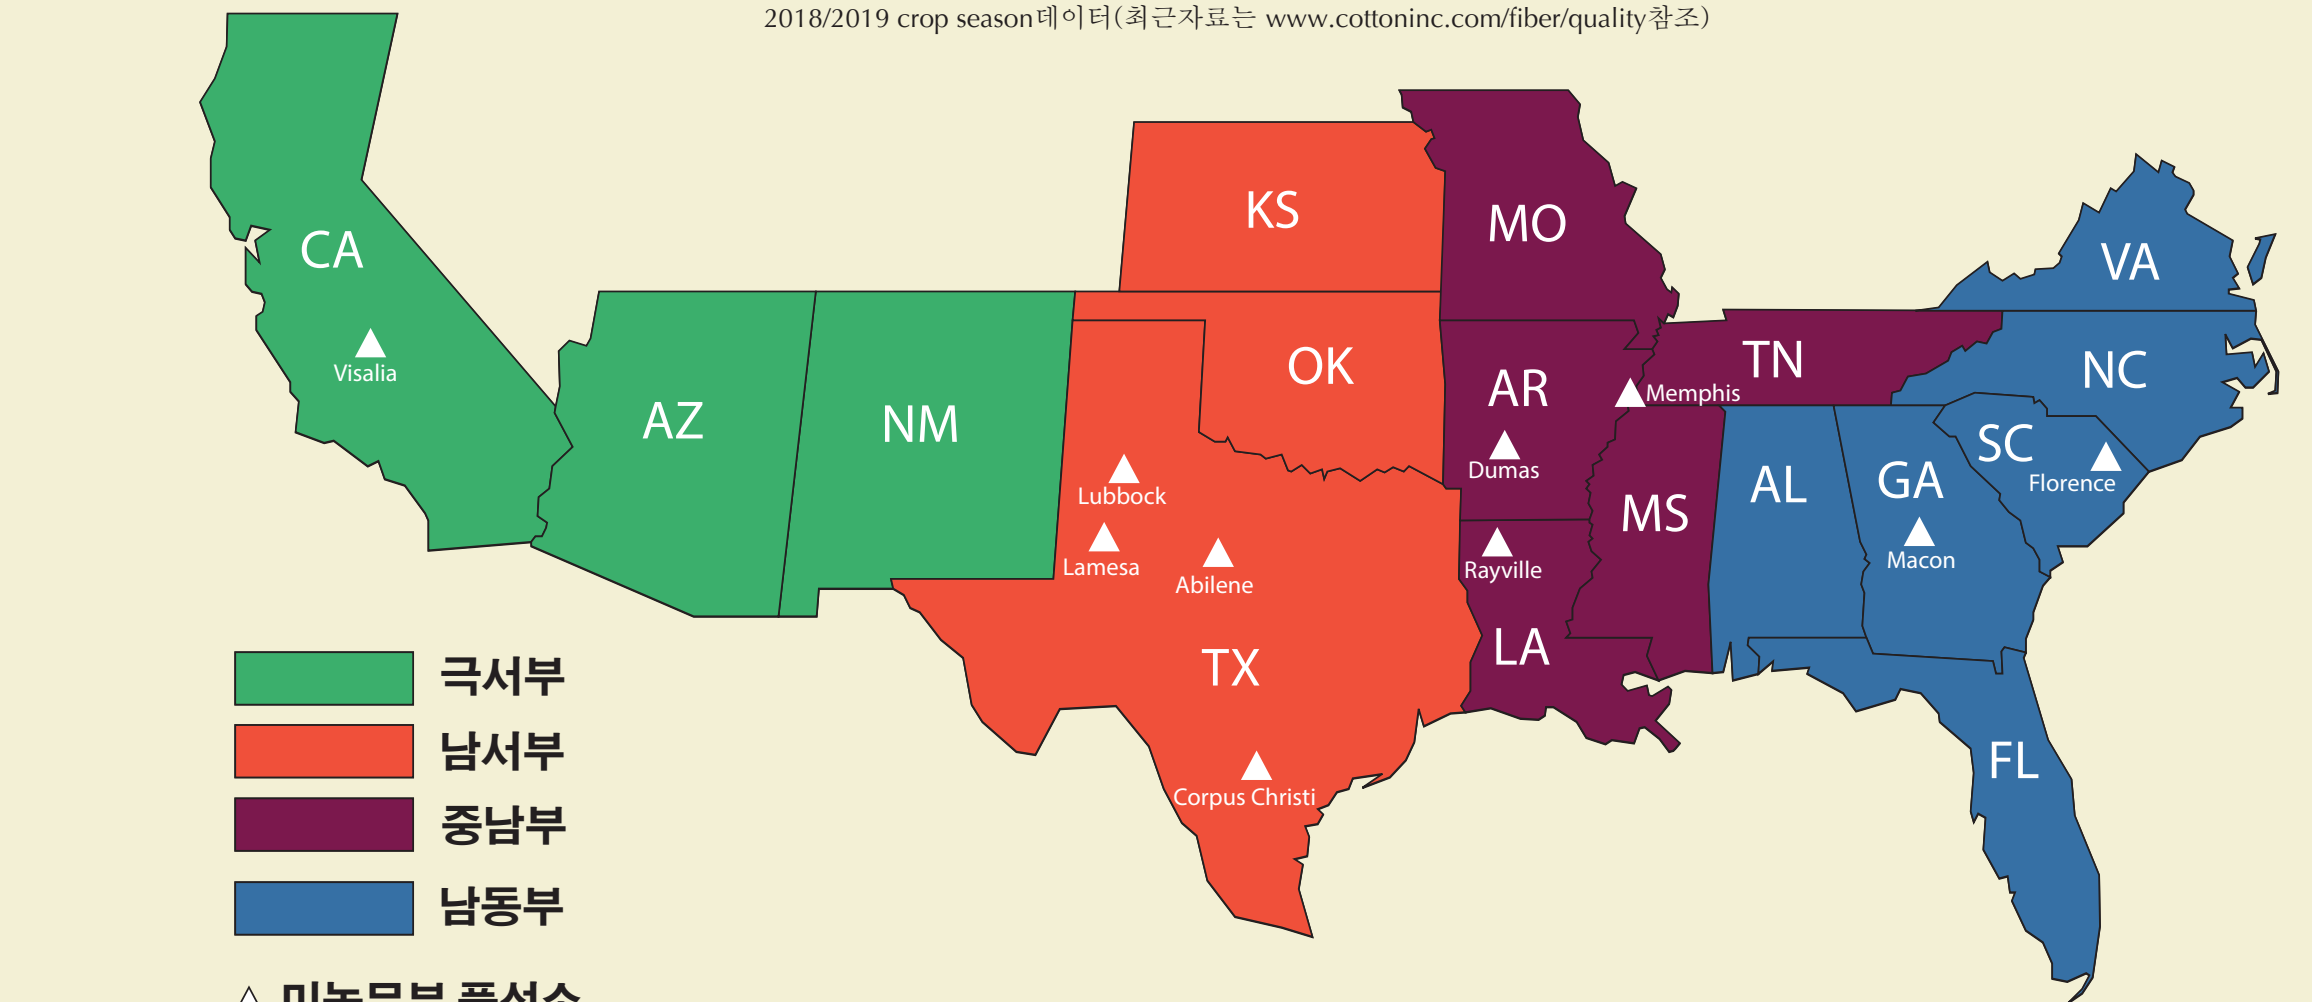 2018/2019 crop season데이터(최근자료는 www.cottoninc.com/fiber/quality참조)
CA
Visalia
AZ
NM
KS
OK
Lubbock
Lamesa
Abilene
TX
Corpus Christi
MO
AR
Dumas
Memphis
TN
Rayville
LA
MS
AL
GA
Macon
SC
Florence
NC
VA
FL
극서부
남서부
중남부
남동부